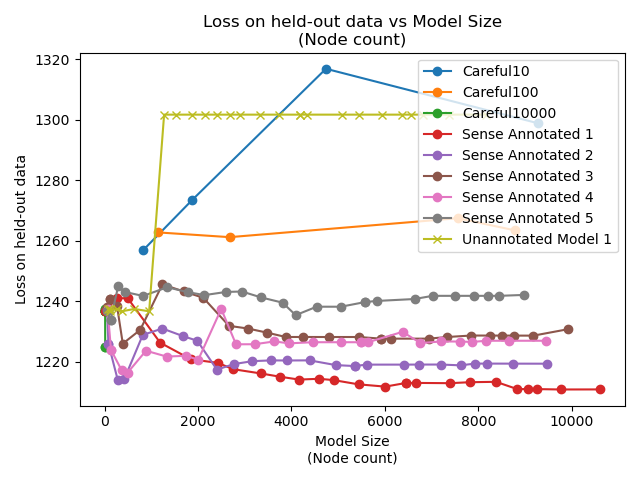 Loss on held-out data vs Model Size
(Node count)
Loss on held-out data
1320
1300
1280
1260
1240
1220
0
2000
4000
6000
8000
10000
Model Size
(Node count)
Careful10
Careful100
Careful10000
Sense Annotated 1
Sense Annotated 2
Sense Annotated 3
Sense Annotated 4
Sense Annotated 5
Unannotated Model 1